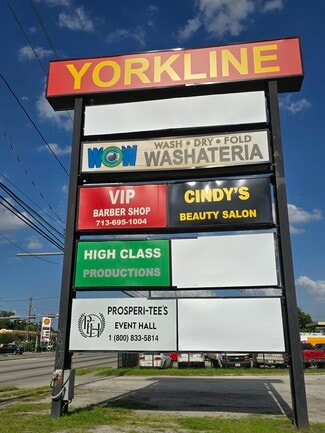 YORKLINE
WASH • DRY • FOLD
WOW WASHATERIA
VIP
BARBER SHOP
713-695-1004
CINDY'S
BEAUTY SALON
HIGH CLASS
PRODUCTIONS
PROSPERI-TEE'S
EVENT HALL
1 (800) 833-5814